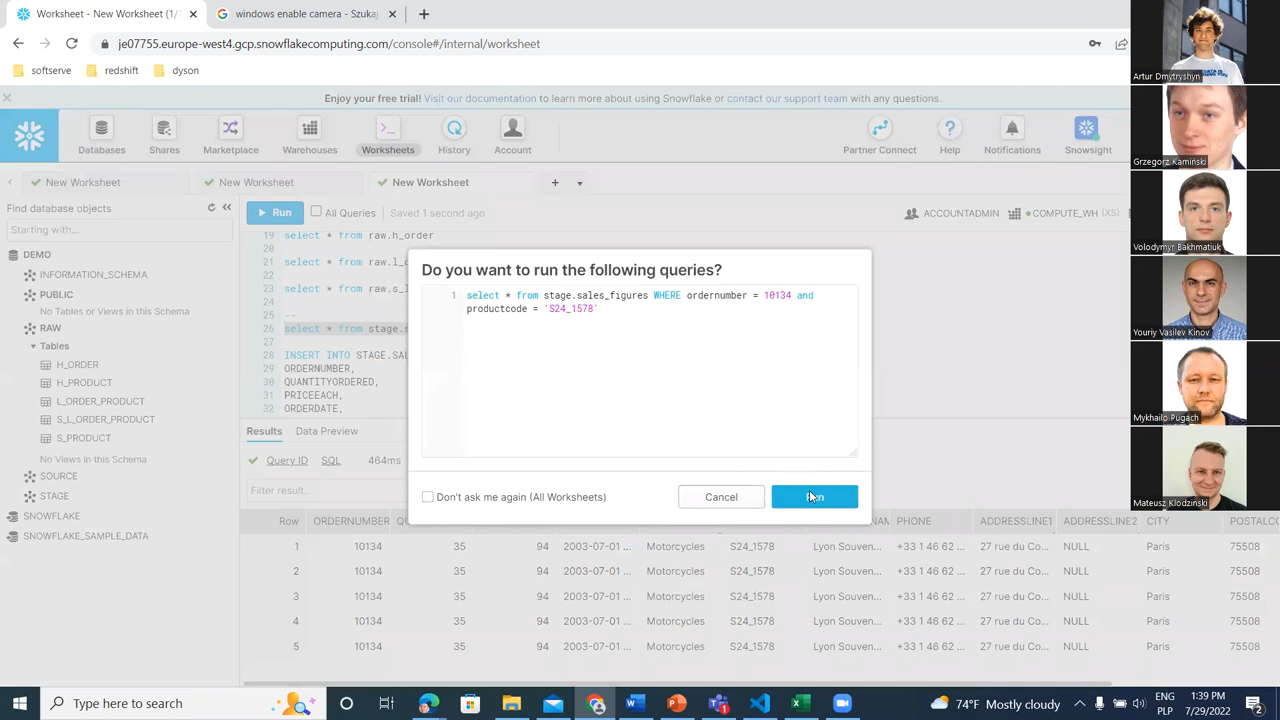 Worksheet - New Worksheet (1/
windows enable camera - Szukaj
je07755.europe-west4.gcp.snowflakecomputing.com/console#/internal/worksheet
softserve
redshift
dyson
Enjoy your free trial! Visit our documentation to learn more about using Snowflake or contact our support team with any questions.
Databases
Shares
Marketplace
Warehouses
Worksheets
History
Account
Partner Connect
Help
Notifications
Snowsight
New Worksheet
New Worksheet
New Worksheet
Find database objects
Starting with...
DEMO
INFORMATION_SCHEMA
PUBLIC
No Tables or Views in this Schema
RAW
Tables
H_ORDER
H_PRODUCT
L_ORDER_PRODUCT
S_L_ORDER_PRODUCT
S_PRODUCT
No Views in this Schema
SOURCE
STAGE
SNOWFLAKE
SNOWFLAKE_SAMPLE_DATA
Run
All Queries
Saved 1 second ago
ACCOUNTADMIN
COMPUTE_WH (XS)
19 select * from raw.h_order
20
21 select * from raw.l_o
22
23 select * from raw.s_l
24
25 --
26 select * from stage.
27
28 INSERT INTO STAGE.SAL
29 ORDERNUMBER,
30 QUANTITYORDERED,
31 PRICEEACH,
32 ORDERDATE,
Do you want to run the following queries?
1 select * from stage.sales_figures WHERE ordernumber = 10134 and
productcode = 'S24_1578'
Don't ask me again (All Worksheets)
Cancel
Results
Data Preview
Query ID
SQL
464ms
Filter result...
Row ORDERNUMBER PHONE ADDRESSLINE1 ADDRESSLINE2 CITY POSTALCO
1 10134 35 94 2003-07-01 ... Motorcycles S24_1578 Lyon Souven... +33 1 46 62 ... 27 rue du Co... NULL Paris 75508
2 10134 35 94 2003-07-01 ... Motorcycles S24_1578 Lyon Souven... +33 1 46 62 ... 27 rue du Co... NULL Paris 75508
3 10134 35 94 2003-07-01 ... Motorcycles S24_1578 Lyon Souven... +33 1 46 62 ... 27 rue du Co... NULL Paris 75508
4 10134 35 94 2003-07-01 ... Motorcycles S24_1578 Lyon Souven... +33 1 46 62 ... 27 rue du Co... NULL Paris 75508
5 10134 35 94 2003-07-01 ... Motorcycles S24_1578 Lyon Souven... +33 1 46 62 ... 27 rue du Co... NULL Paris 75508
Artur Dmytryshyn
Grzegorz Kamiński
Volodymyr Bakhmatiuk
Youriy Vasilev Kinov
Mykhailo Pugach
Mateusz Klodzinski
Type here to search
74°F Mostly cloudy
ENG
PLP
1:39 PM
7/29/2022
2